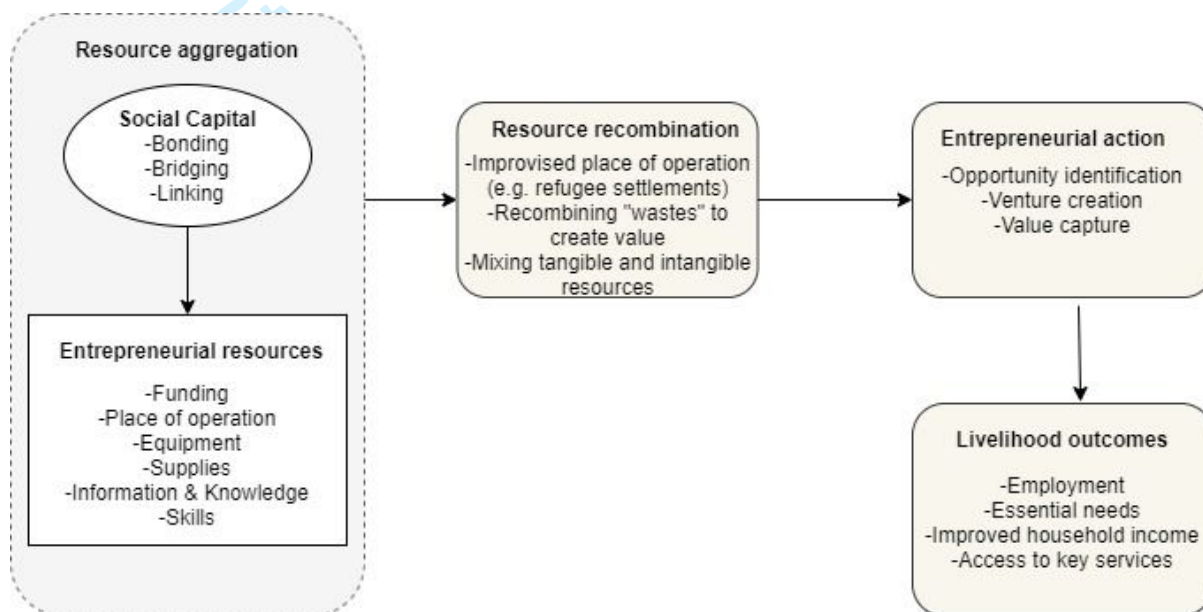 Resource aggregation
Social Capital
-Bonding
-Bridging
-Linking
Entrepreneurial resources
-Funding
-Place of operation
-Equipment
-Supplies
-Information & Knowledge
-Skills
Resource recombination
-Improvised place of operation
(e.g. refugee settlements)
-Recombining "wastes" to
create value
-Mixing tangible and intangible
resources
Entrepreneurial action
-Opportunity identification
-Venture creation
-Value capture
Livelihood outcomes
-Employment
-Essential needs
-Improved household income
-Access to key services